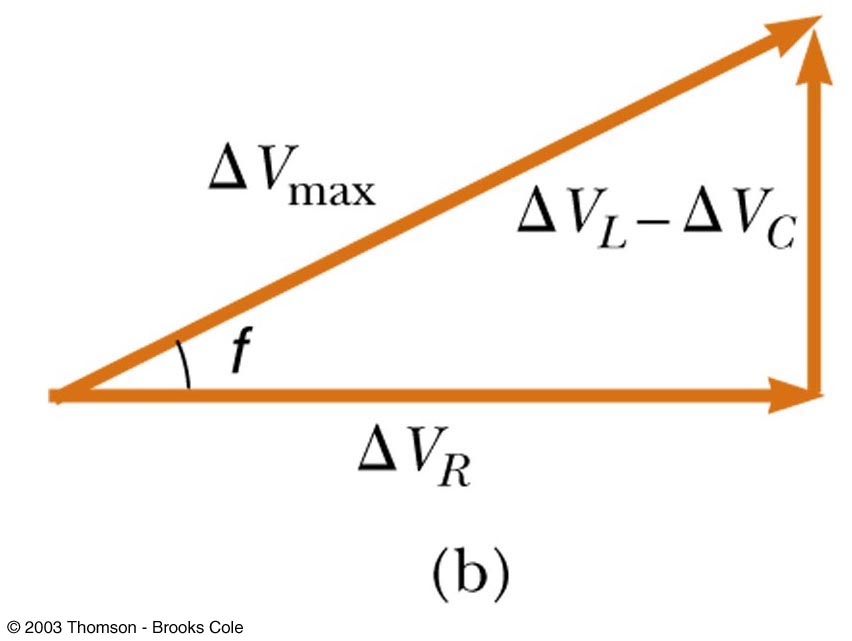 ΔVmax
ΔVL – ΔVC
f
ΔVR
(b)
© 2003 Thomson - Brooks Cole